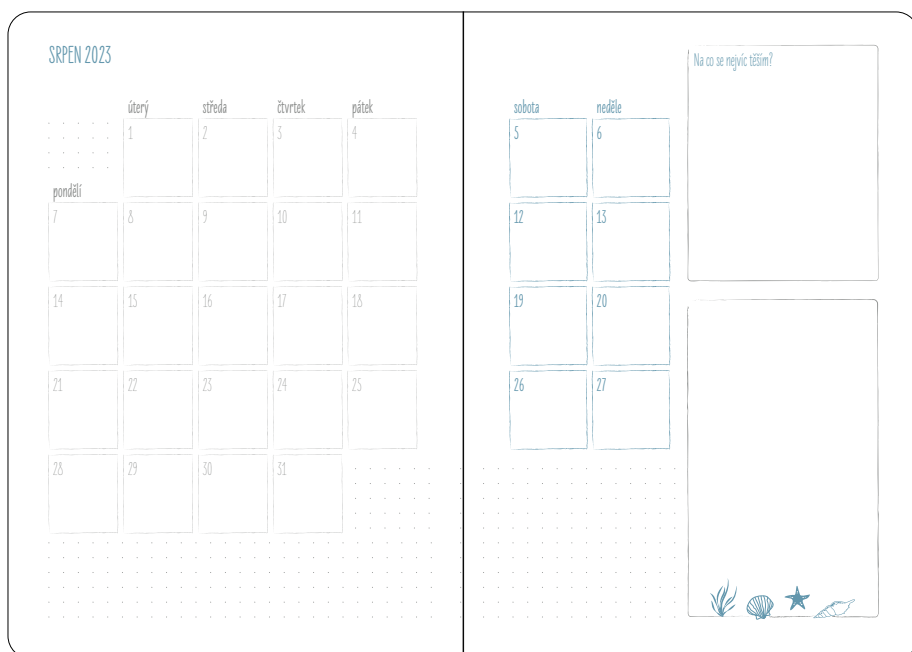 SRPEN 2023
Na co se nejvíc těším?
úterý středa čtvrtek pátek sobota neděle
1 2 3 4 5 6
pondělí
7 8 9 10 11 12 13
14 15 16 17 18 19 20
21 22 23 24 25 26 27
28 29 30 31